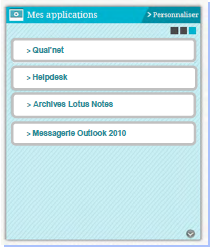 Mes applications
> Personnaliser
> Qual'net
> Helpdesk
> Archives Lotus Notes
> Messagerie Outlook 2010